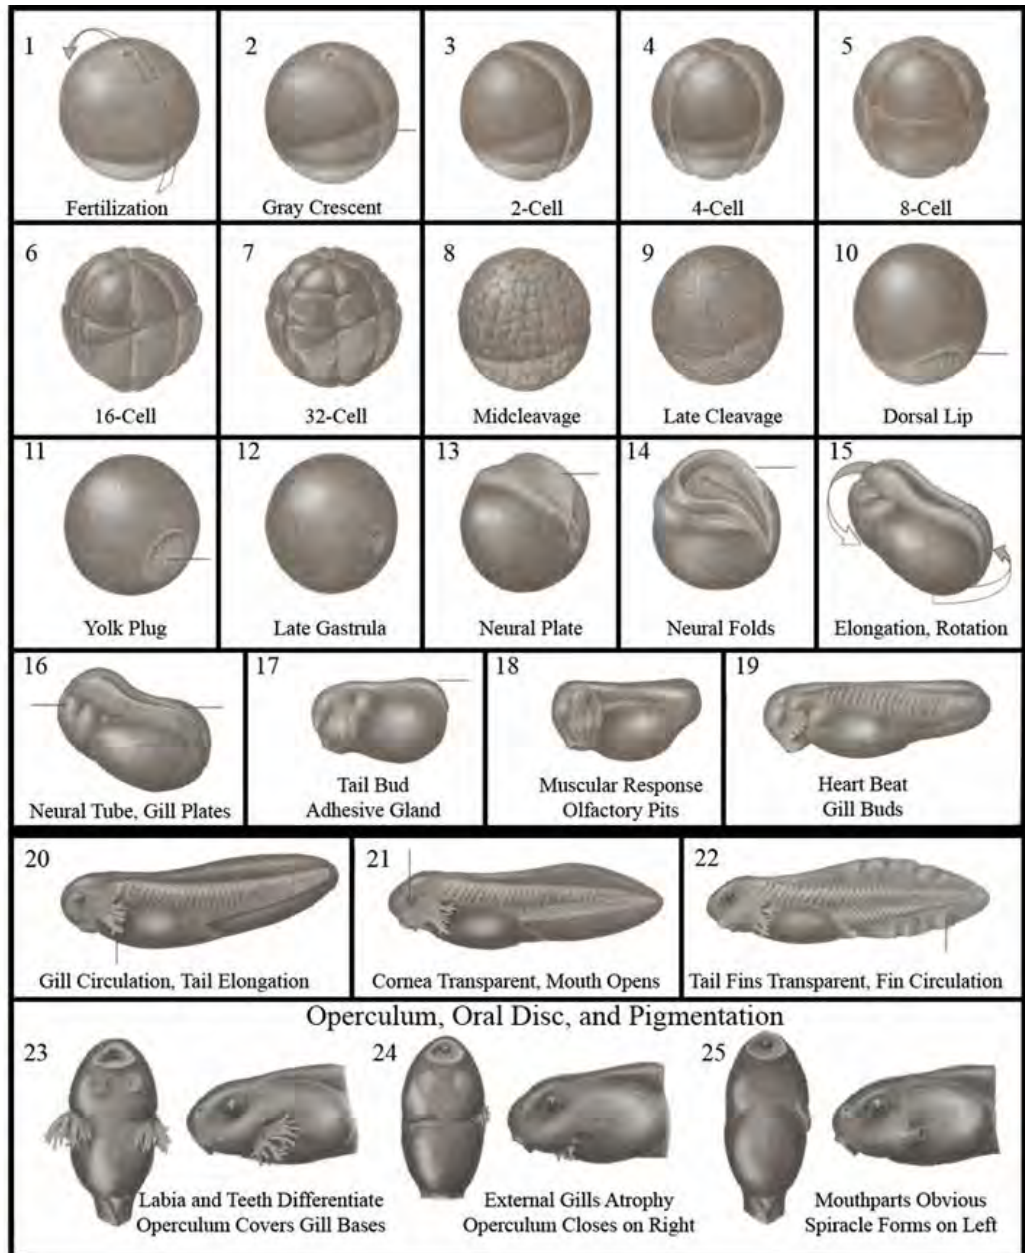 1
Fertilization
2
Gray Crescent
3
2-Cell
4
4-Cell
5
8-Cell
6
16-Cell
7
32-Cell
8
Midcleavage
9
Late Cleavage
10
Dorsal Lip
11
Yolk Plug
12
Late Gastrula
13
Neural Plate
14
Neural Folds
15
Elongation, Rotation
16
Neural Tube, Gill Plates
17
Tail Bud
Adhesive Gland
18
Muscular Response
Olfactory Pits
19
Heart Beat
Gill Buds
20
Gill Circulation, Tail Elongation
21
Cornea Transparent, Mouth Opens
22
Tail Fins Transparent, Fin Circulation
Operculum, Oral Disc, and Pigmentation
23
Labia and Teeth Differentiate
Operculum Covers Gill Bases
24
External Gills Atrophy
Operculum Closes on Right
25
Mouthparts Obvious
Spiracle Forms on Left